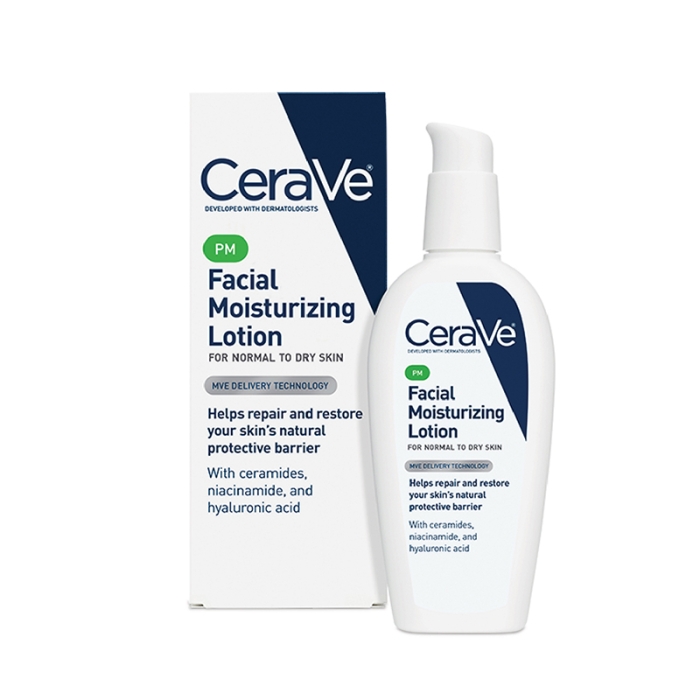 CeraVe®
DEVELOPED WITH DERMATOLOGISTS
PM
Facial
Moisturizing
Lotion
FOR NORMAL TO DRY SKIN
MVE DELIVERY TECHNOLOGY
Helps repair and restore
your skin's natural
protective barrier
With ceramides,
niacinamide, and
hyaluronic acid
CeraVe®
DEVELOPED WITH DERMATOLOGISTS
PM
Facial
Moisturizing
Lotion
FOR NORMAL TO DRY SKIN
MVE DELIVERY TECHNOLOGY
Helps repair and restore
your skin's natural
protective barrier
With ceramides,
niacinamide, and
hyaluronic acid